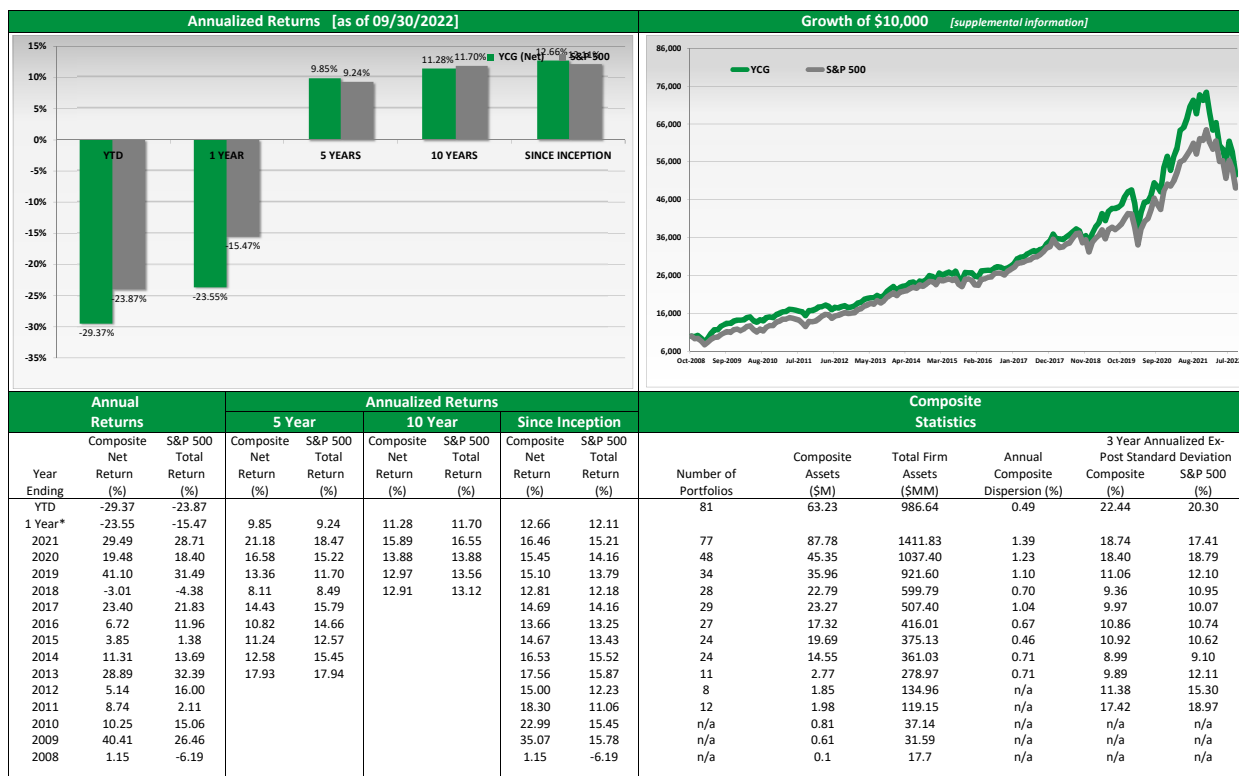 Annualized Returns [as of 09/30/2022]
15%
10%
5%
0%
-5%
-10%
-15%
-20%
-25%
-30%
-35%
YCG (Net)
S&P 500
-29.37%
-23.87%
-23.55%
-15.47%
9.85%
9.24%
11.28%
11.70%
12.66%
12.11%
YTD
1 YEAR
5 YEARS
10 YEARS
SINCE INCEPTION
Growth of $10,000 [supplemental information]
86,000
76,000
66,000
56,000
46,000
36,000
26,000
16,000
6,000
YCG
S&P 500
Oct-2008 Sep-2009 Aug-2010 Jul-2011 Jun-2012 May-2013 Apr-2014 Mar-2015 Feb-2016 Jan-2017 Dec-2017 Nov-2018 Oct-2019 Sep-2020 Aug-2021 Jul-2022
Annual Returns
Annualized Returns
5 Year 10 Year Since Inception
Composite Statistics
Year Ending
Composite Net Return (%)
S&P 500 Total Return (%)
Composite Net Return (%)
S&P 500 Total Return (%)
Composite Net Return (%)
S&P 500 Total Return (%)
Composite Net Return (%)
S&P 500 Total Return (%)
Number of Portfolios
Composite Assets ($M)
Total Firm Assets ($MM)
Annual Composite Dispersion (%)
3 Year Annualized Ex-Post Standard Deviation
Composite (%)
S&P 500 (%)
YTD -29.37 -23.87 81 63.23 986.64 0.49 22.44 20.30
1 Year* -23.55 -15.47 9.85 9.24 11.28 11.70 12.66 12.11
2021 29.49 28.71 21.18 18.47 15.89 16.55 16.46 15.21 77 87.78 1411.83 1.39 18.74 17.41
2020 19.48 18.40 16.58 15.22 13.88 13.88 15.45 14.16 48 45.35 1037.40 1.23 18.40 18.79
2019 41.10 31.49 13.36 11.70 12.97 13.56 15.10 13.79 34 35.96 921.60 1.10 11.06 12.10
2018 -3.01 -4.38 8.11 8.49 12.91 13.12 12.81 12.18 28 22.79 599.79 0.70 9.36 10.95
2017 23.40 21.83 14.43 15.79 14.69 14.16 29 23.27 507.40 1.04 9.97 10.07
2016 6.72 11.96 10.82 14.66 13.66 13.25 27 17.32 416.01 0.67 10.86 10.74
2015 3.85 1.38 11.24 12.57 14.67 13.43 24 19.69 375.13 0.46 10.92 10.62
2014 11.31 13.69 12.58 15.45 16.53 15.52 24 14.55 361.03 0.71 8.99 9.10
2013 28.89 32.39 17.93 17.94 17.56 15.87 11 2.77 278.97 0.71 9.89 12.11
2012 5.14 16.00 15.00 12.23 8 1.85 134.96 n/a 11.38 15.30
2011 8.74 2.11 18.30 11.06 12 1.98 119.15 n/a 17.42 18.97
2010 10.25 15.06 22.99 15.45 n/a 0.81 37.14 n/a n/a n/a
2009 40.41 26.46 35.07 15.78 n/a 0.61 31.59 n/a n/a n/a
2008 1.15 -6.19 1.15 -6.19 n/a 0.1 17.7 n/a n/a n/a